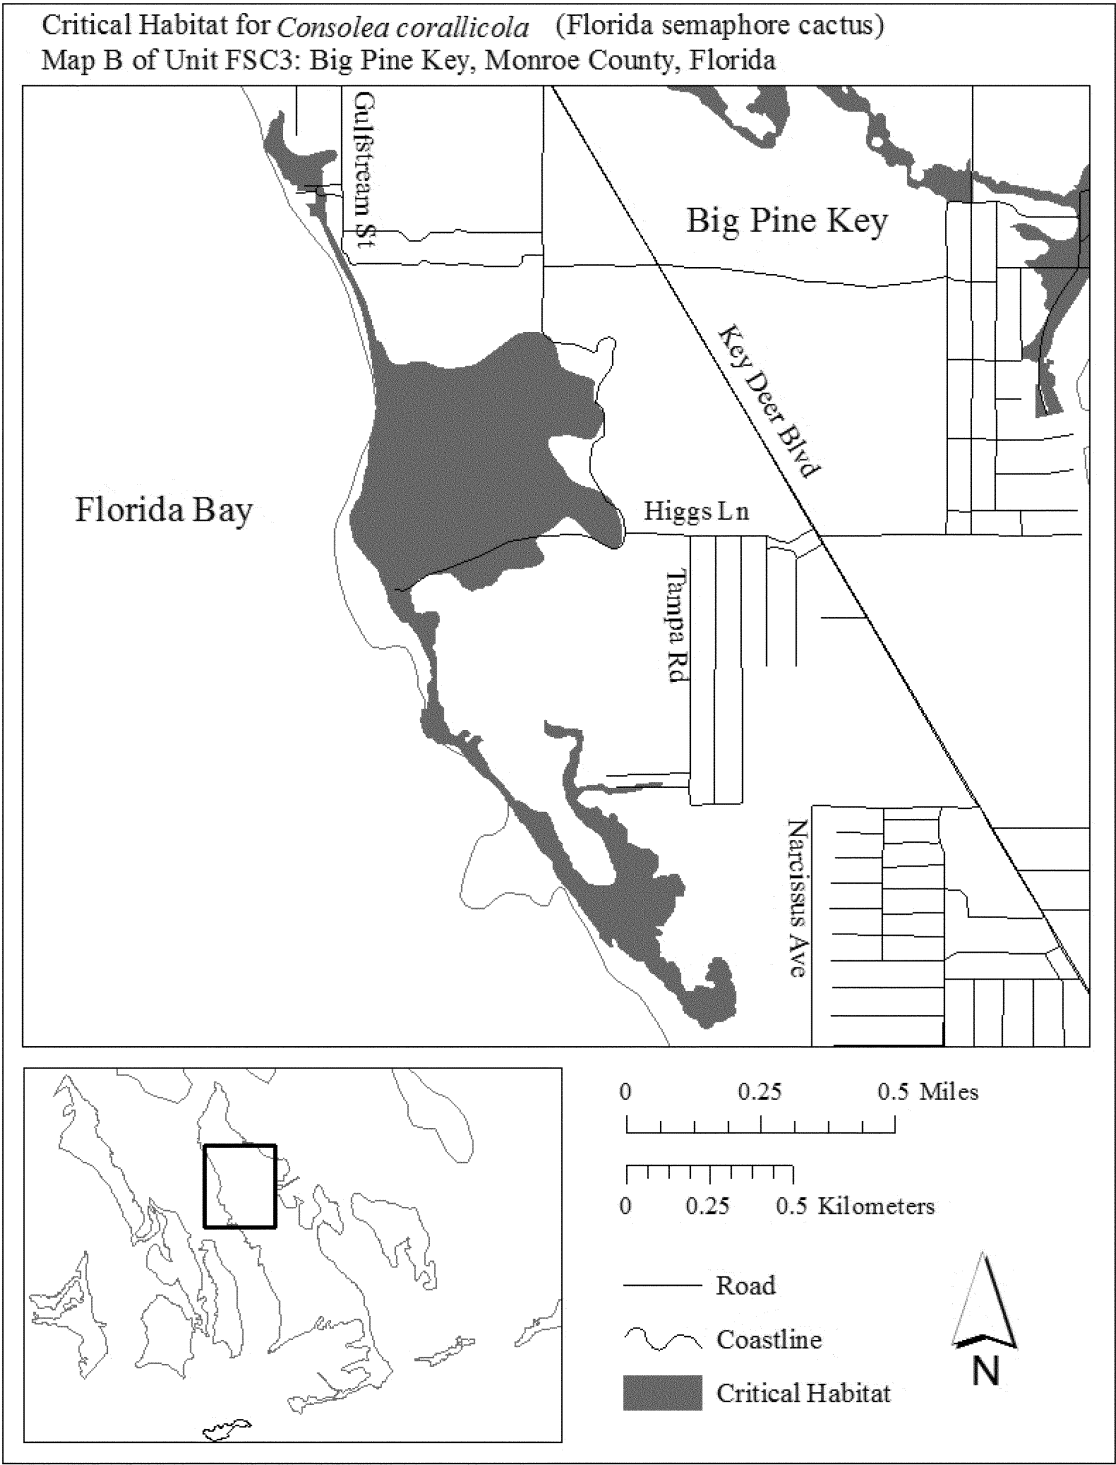 Critical Habitat for Consolea corallicola (Florida semaphore cactus)
Map B of Unit FSC3: Big Pine Key, Monroe County, Florida
Gulfstream St
Big Pine Key
Key Deer Blvd
Florida Bay
Higgs Ln
Tampa Rd
Narcissus Ave
0 0.25 0.5 Miles
0 0.25 0.5 Kilometers
Road
Coastline
Critical Habitat
N